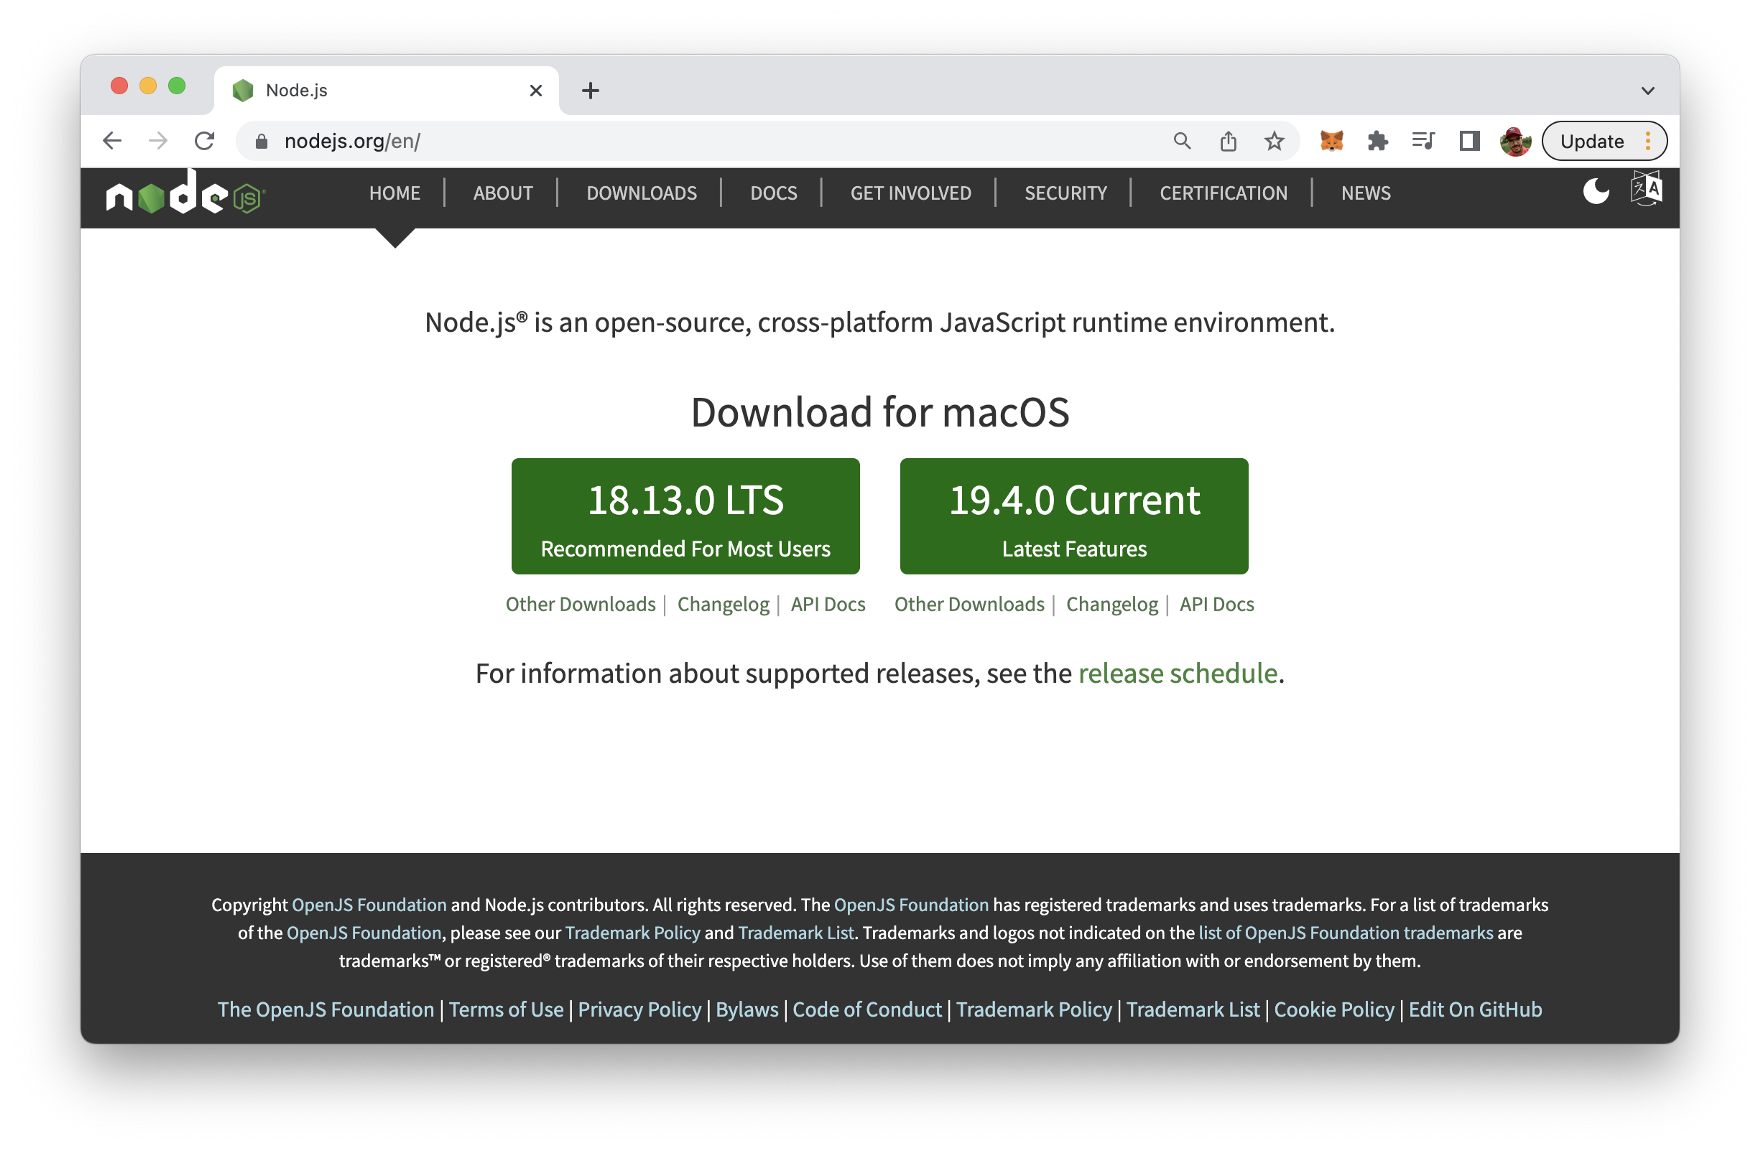 Node.js
nodejs.org/en/
Update
node JS
HOME | ABOUT | DOWNLOADS | DOCS | GET INVOLVED | SECURITY | CERTIFICATION | NEWS
Node.js® is an open-source, cross-platform JavaScript runtime environment.
Download for macOS
18.13.0 LTS
Recommended For Most Users
19.4.0 Current
Latest Features
Other Downloads | Changelog | API Docs
Other Downloads | Changelog | API Docs
For information about supported releases, see the release schedule.
Copyright OpenJS Foundation and Node.js contributors. All rights reserved. The OpenJS Foundation has registered trademarks and uses trademarks. For a list of trademarks
of the OpenJS Foundation, please see our Trademark Policy and Trademark List. Trademarks and logos not indicated on the list of OpenJS Foundation trademarks are
trademarks™ or registered® trademarks of their respective holders. Use of them does not imply any affiliation with or endorsement by them.
The OpenJS Foundation | Terms of Use | Privacy Policy | Bylaws | Code of Conduct | Trademark Policy | Trademark List | Cookie Policy | Edit On GitHub